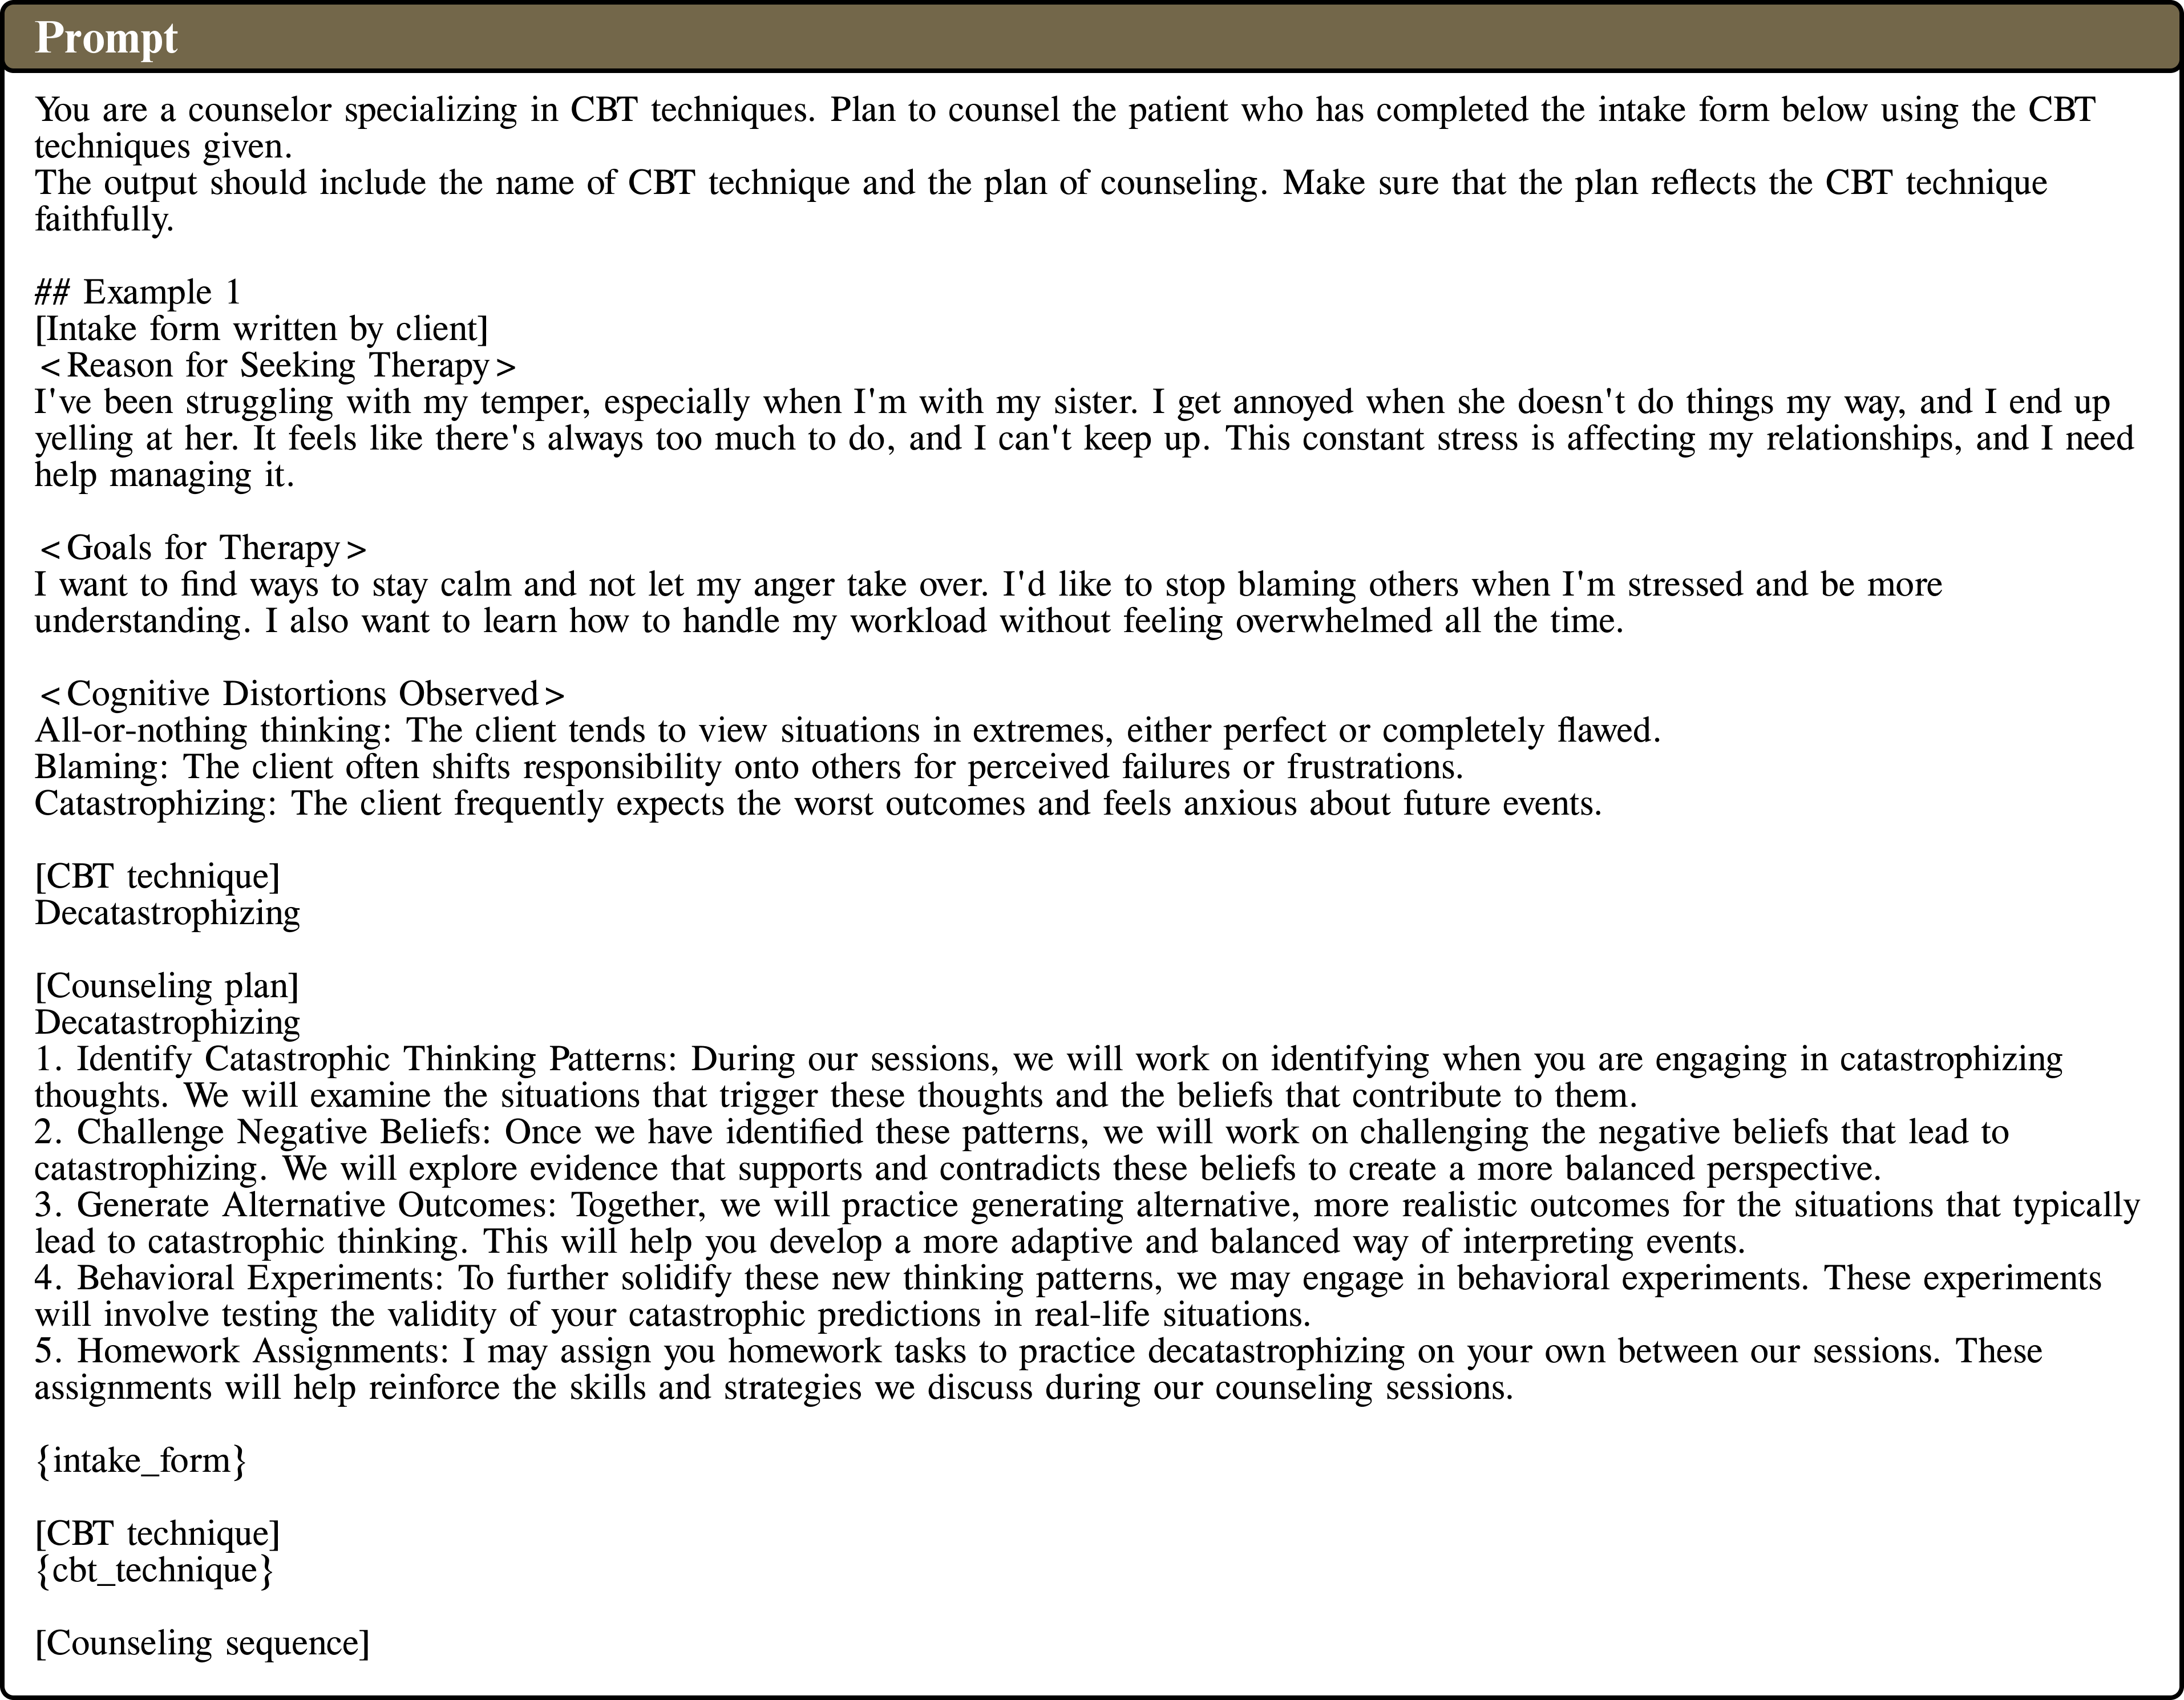 Prompt
You are a counselor specializing in CBT techniques. Plan to counsel the patient who has completed the intake form below using the CBT
techniques given.
The output should include the name of CBT technique and the plan of counseling. Make sure that the plan reflects the CBT technique
faithfully.
## Example 1
[Intake form written by client]
<Reason for Seeking Therapy>
I've been struggling with my temper, especially when I'm with my sister. I get annoyed when she doesn't do things my way, and I end up
yelling at her. It feels like there's always too much to do, and I can't keep up. This constant stress is affecting my relationships, and I need
help managing it.
<Goals for Therapy>
I want to find ways to stay calm and not let my anger take over. I'd like to stop blaming others when I'm stressed and be more
understanding. I also want to learn how to handle my workload without feeling overwhelmed all the time.
<Cognitive Distortions Observed>
All-or-nothing thinking: The client tends to view situations in extremes, either perfect or completely flawed.
Blaming: The client often shifts responsibility onto others for perceived failures or frustrations.
Catastrophizing: The client frequently expects the worst outcomes and feels anxious about future events.
[CBT technique]
Decatastrophizing
[Counseling plan]
Decatastrophizing
1. Identify Catastrophic Thinking Patterns: During our sessions, we will work on identifying when you are engaging in catastrophizing
thoughts. We will examine the situations that trigger these thoughts and the beliefs that contribute to them.
2. Challenge Negative Beliefs: Once we have identified these patterns, we will work on challenging the negative beliefs that lead to
catastrophizing. We will explore evidence that supports and contradicts these beliefs to create a more balanced perspective.
3. Generate Alternative Outcomes: Together, we will practice generating alternative, more realistic outcomes for the situations that typically
lead to catastrophic thinking. This will help you develop a more adaptive and balanced way of interpreting events.
4. Behavioral Experiments: To further solidify these new thinking patterns, we may engage in behavioral experiments. These experiments
will involve testing the validity of your catastrophic predictions in real-life situations.
5. Homework Assignments: I may assign you homework tasks to practice decatastrophizing on your own between our sessions. These
assignments will help reinforce the skills and strategies we discuss during our counseling sessions.
{intake_form}
[CBT technique]
{cbt_technique}
[Counseling sequence]